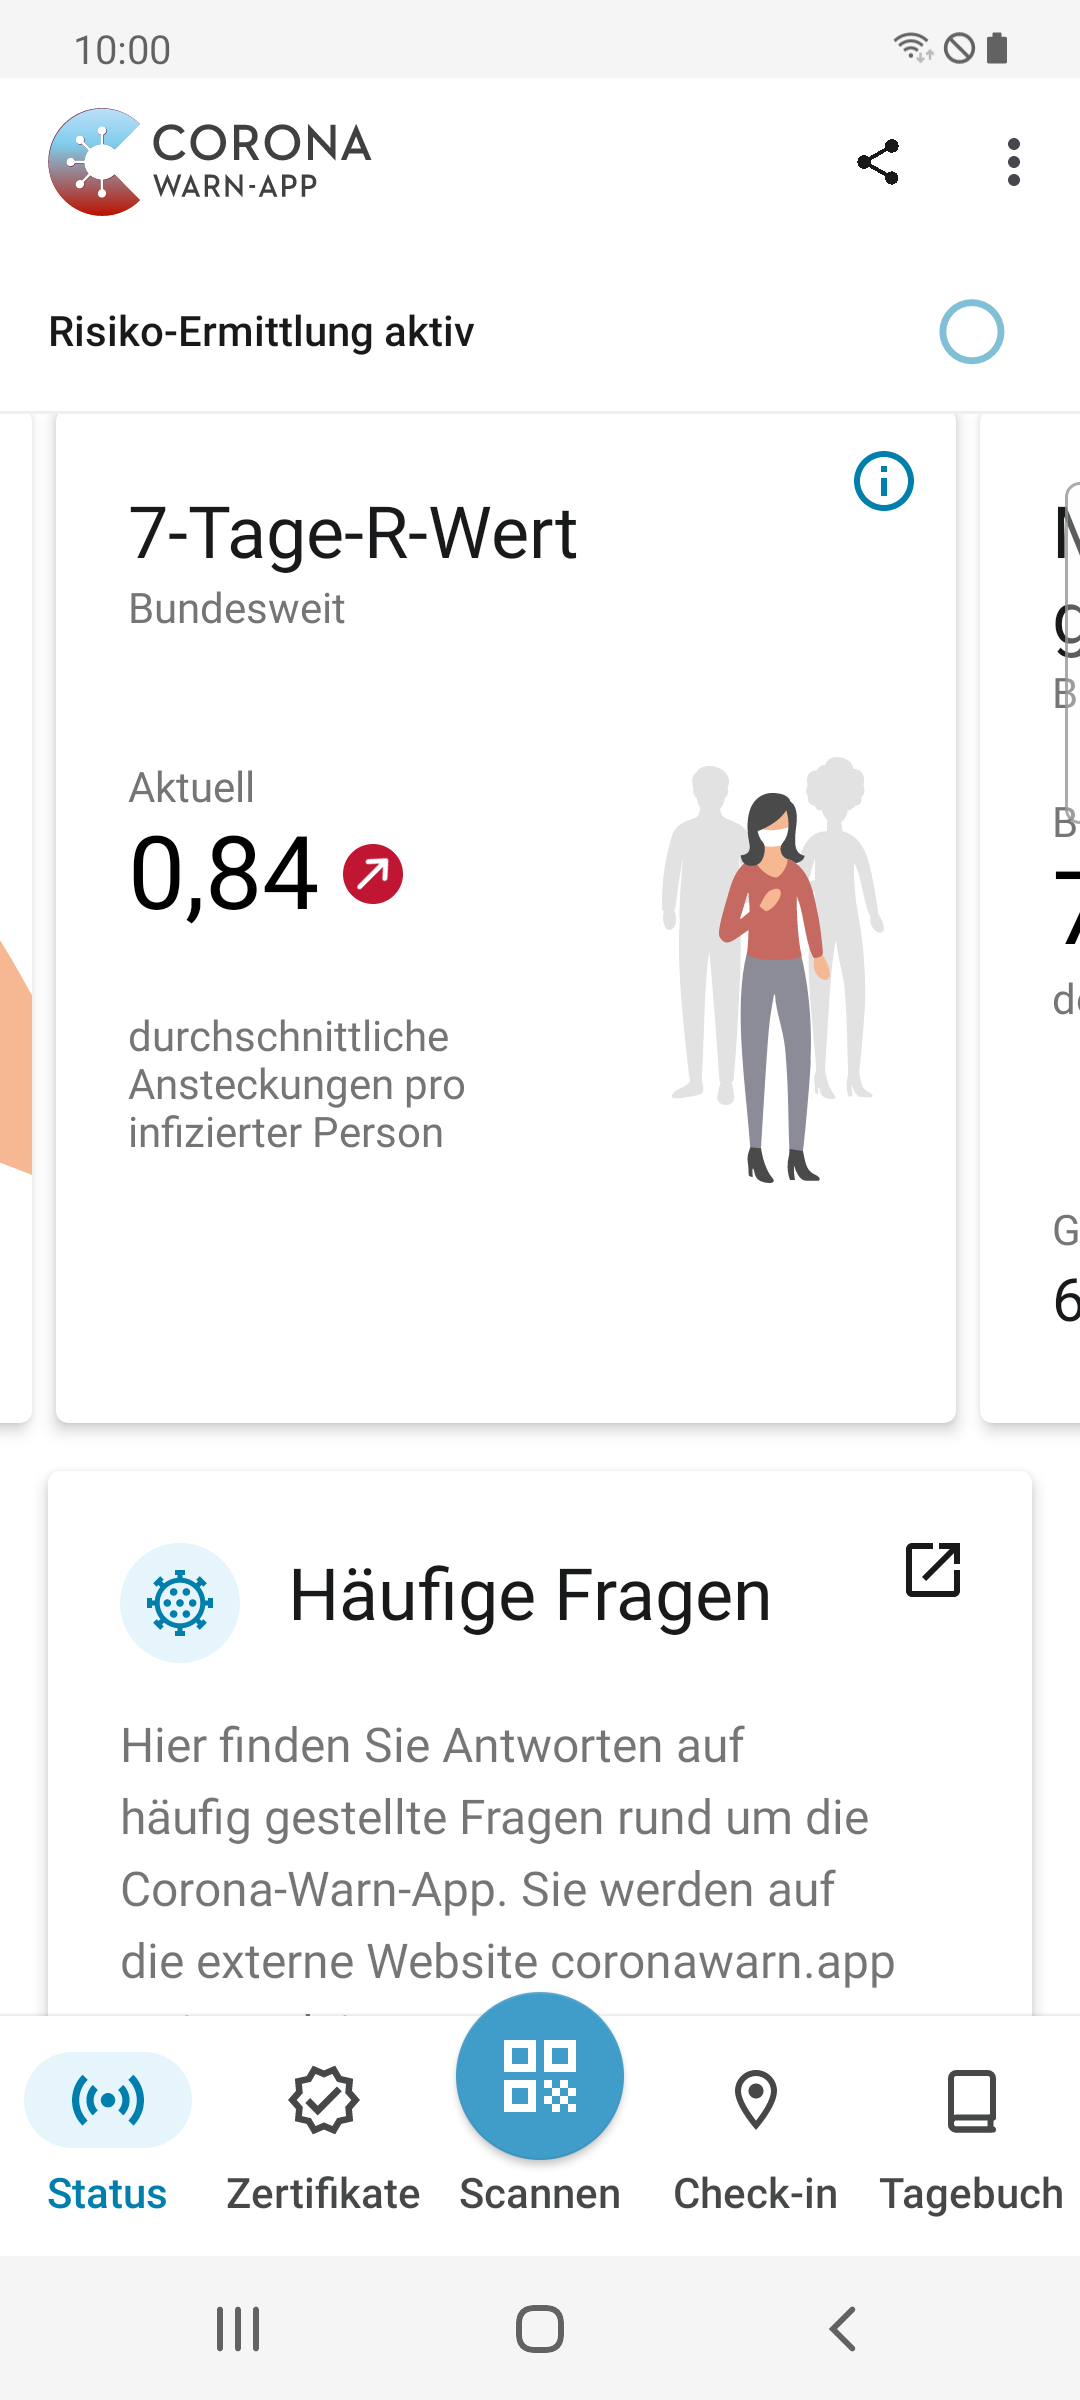 10:00
CORONA
WARN-APP
Risiko-Ermittlung aktiv
7-Tage-R-Wert
Bundesweit
Aktuell
0,84
durchschnittliche
Ansteckungen pro
infizierter Person
Häufige Fragen
Hier finden Sie Antworten auf
häufig gestellte Fragen rund um die
Corona-Warn-App. Sie werden auf
die externe Website coronawarn.app
Status
Zertifikate
Scannen
Check-in
Tagebuch